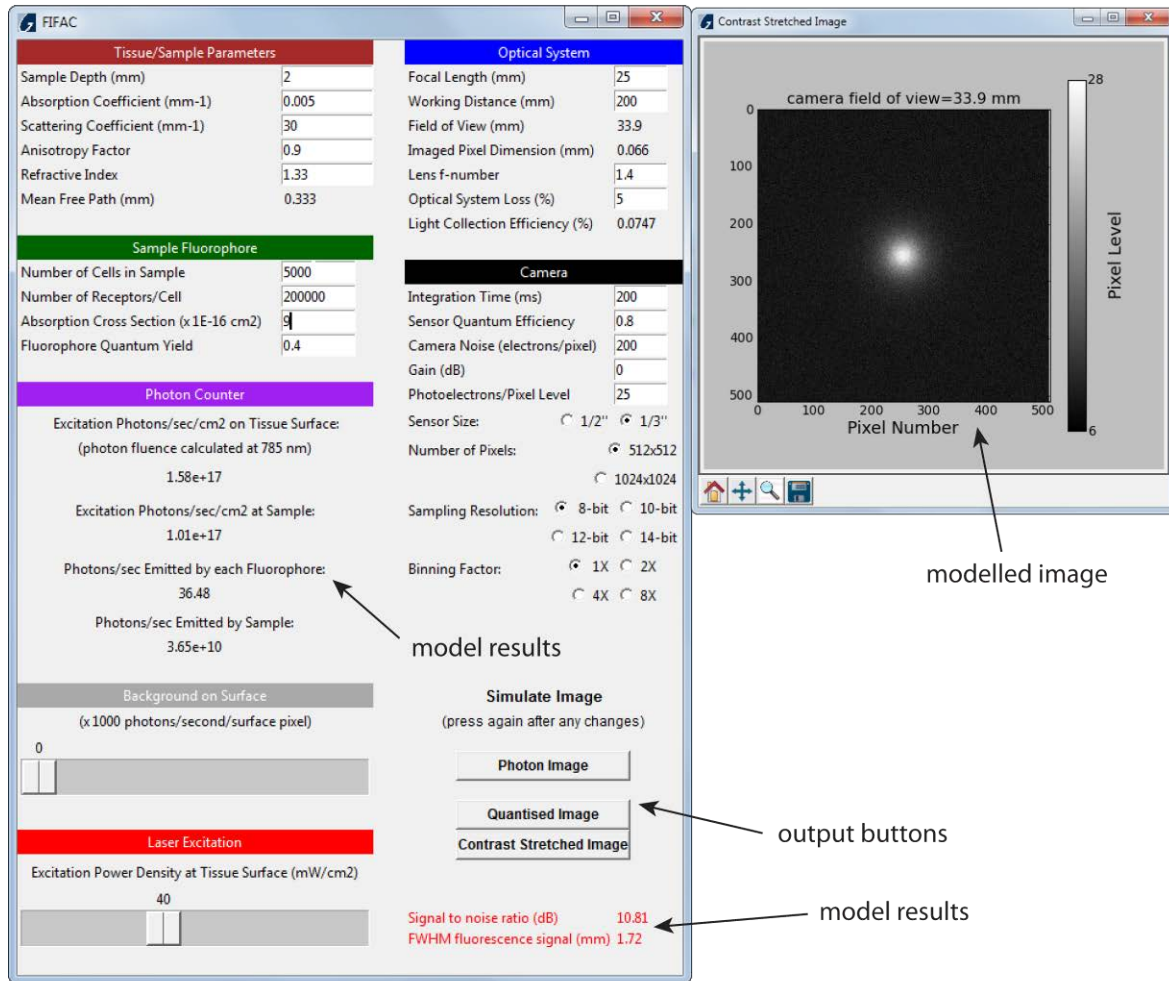 FIFAC
Tissue/Sample Parameters
Sample Depth (mm) 2
Absorption Coefficient (mm-1) 0.005
Scattering Coefficient (mm-1) 30
Anisotropy Factor 0.9
Refractive Index 1.33
Mean Free Path (mm) 0.333
Sample Fluorophore
Number of Cells in Sample 5000
Number of Receptors/Cell 200000
Absorption Cross Section (x1E-16 cm2) 9
Fluorophore Quantum Yield 0.4
Photon Counter
Excitation Photons/sec/cm2 on Tissue Surface:
(photon fluence calculated at 785 nm)
1.58e+17
Excitation Photons/sec/cm2 at Sample:
1.01e+17
Photons/sec Emitted by each Fluorophore:
36.48
Photons/sec Emitted by Sample:
3.65e+10
Background on Surface
(x1000 photons/second/surface pixel)
0
Laser Excitation
Excitation Power Density at Tissue Surface (mW/cm2)
40
Optical System
Focal Length (mm) 25
Working Distance (mm) 200
Field of View (mm) 33.9
Imaged Pixel Dimension (mm) 0.066
Lens f-number 1.4
Optical System Loss (%) 5
Light Collection Efficiency (%) 0.0747
Camera
Integration Time (ms) 200
Sensor Quantum Efficiency 0.8
Camera Noise (electrons/pixel) 200
Gain (dB) 0
Photoelectrons/Pixel Level 25
Sensor Size: 1/2'' 1/3''
Number of Pixels: 512x512
1024x1024
Sampling Resolution: 8-bit 10-bit
12-bit 14-bit
Binning Factor: 1X 2X
4X 8X
Simulate Image
(press again after any changes)
Photon Image
Quantised Image
Contrast Stretched Image
Signal to noise ratio (dB) 10.81
FWHM fluorescence signal (mm) 1.72
Contrast Stretched Image
camera field of view=33.9 mm
0
100
200
300
400
500
0 100 200 300 400 500
Pixel Number
28
6
Pixel Level
modelled image
model results
output buttons
model results